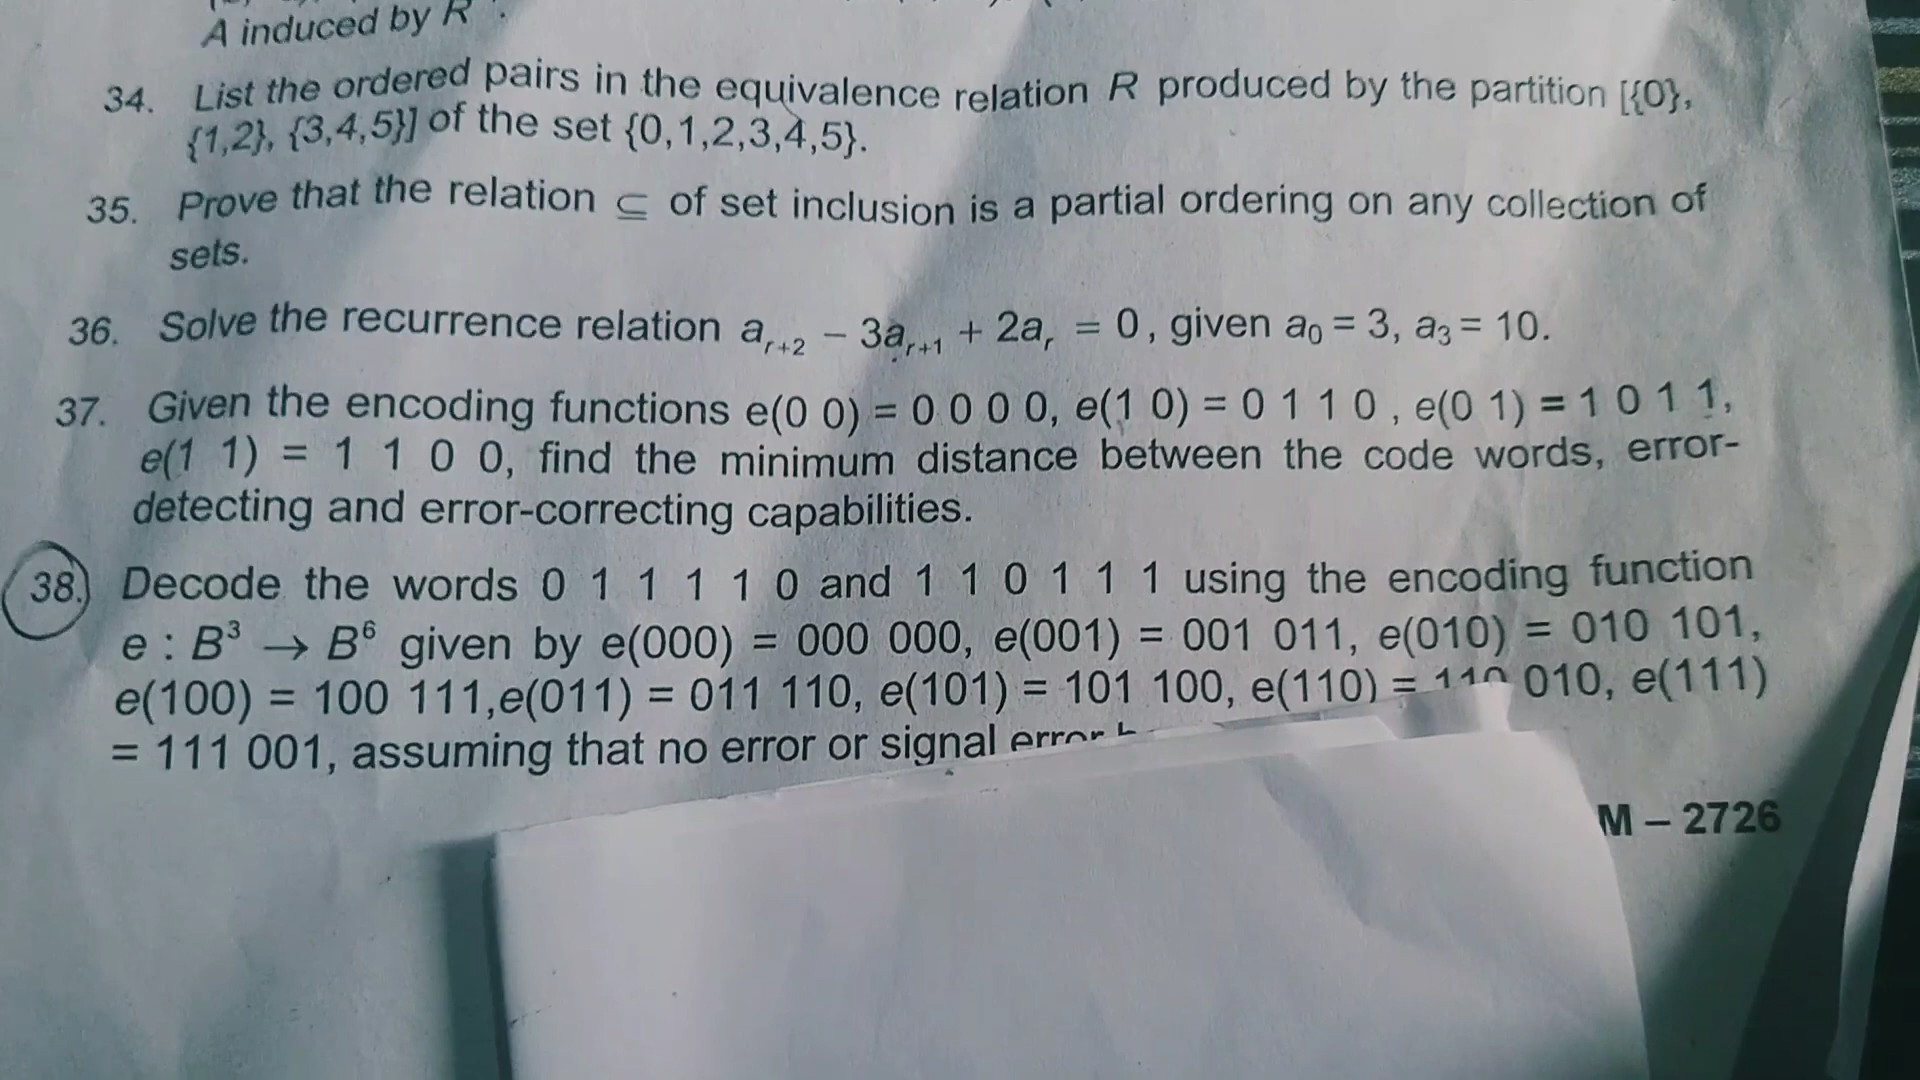 A induced by R
34. List the ordered pairs in the equivalence relation R produced by the partition [{0},
{1,2}, {3,4,5}] of the set {0,1,2,3,4,5}.
35. Prove that the relation ⊆ of set inclusion is a partial ordering on any collection of
sets.
36. Solve the recurrence relation aᵣ₊₂ – 3aᵣ₊₁ + 2aᵣ = 0, given a₀ = 3, a₃ = 10.
37. Given the encoding functions e(0 0) = 0 0 0 0, e(1 0) = 0 1 1 0, e(0 1) = 1 0 1 1,
e(1 1) = 1 1 0 0, find the minimum distance between the code words, error-
detecting and error-correcting capabilities.
38. Decode the words 0 1 1 1 1 0 and 1 1 0 1 1 1 using the encoding function
e : B³ → B⁶ given by e(000) = 000 000, e(001) = 001 011, e(010) = 010 101,
e(100) = 100 111,e(011) = 011 110, e(101) = 101 100, e(110) = 110 010, e(111)
= 111 001, assuming that no error or signal error
M – 2726